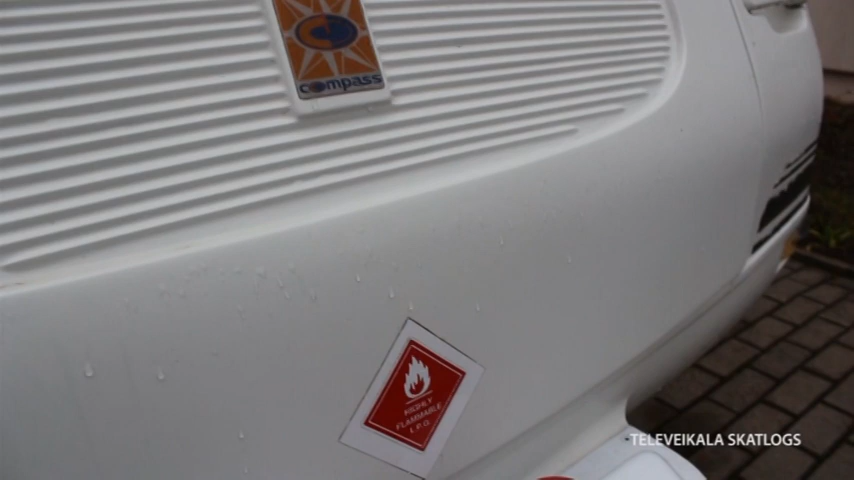 compass
HIGHLY
FLAMMABLE
L.P.G.
TELEVEIKALA SKATLOGS